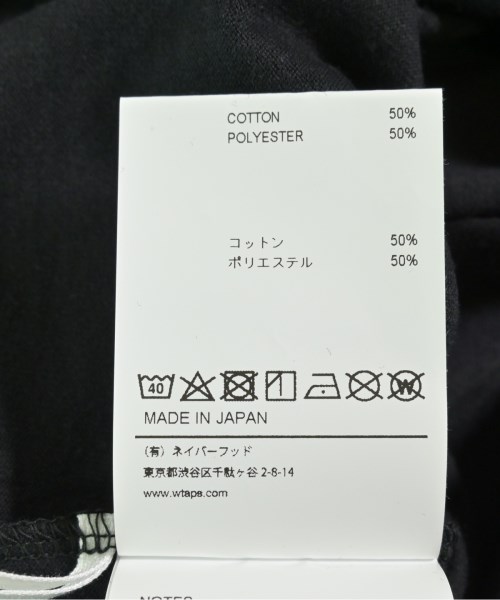 COTTON 50%
POLYESTER 50%
コットン 50%
ポリエステル 50%
40 W
MADE IN JAPAN
(有) ネイバーフッド
東京都渋谷区千駄ヶ谷 2-8-14
www.wtaps.com
NOTES